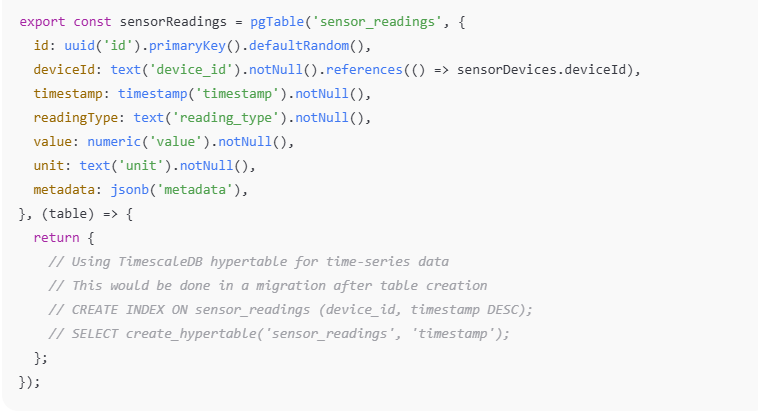 export const sensorReadings = pgTable('sensor_readings', {
  id: uuid('id').primaryKey().defaultRandom(),
  deviceId: text('device_id').notNull().references(() => sensorDevices.deviceId),
  timestamp: timestamp('timestamp').notNull(),
  readingType: text('reading_type').notNull(),
  value: numeric('value').notNull(),
  unit: text('unit').notNull(),
  metadata: jsonb('metadata'),
}, (table) => {
  return {
    // Using TimescaleDB hypertable for time-series data
    // This would be done in a migration after table creation
    // CREATE INDEX ON sensor_readings (device_id, timestamp DESC);
    // SELECT create_hypertable('sensor_readings', 'timestamp');
  };
});